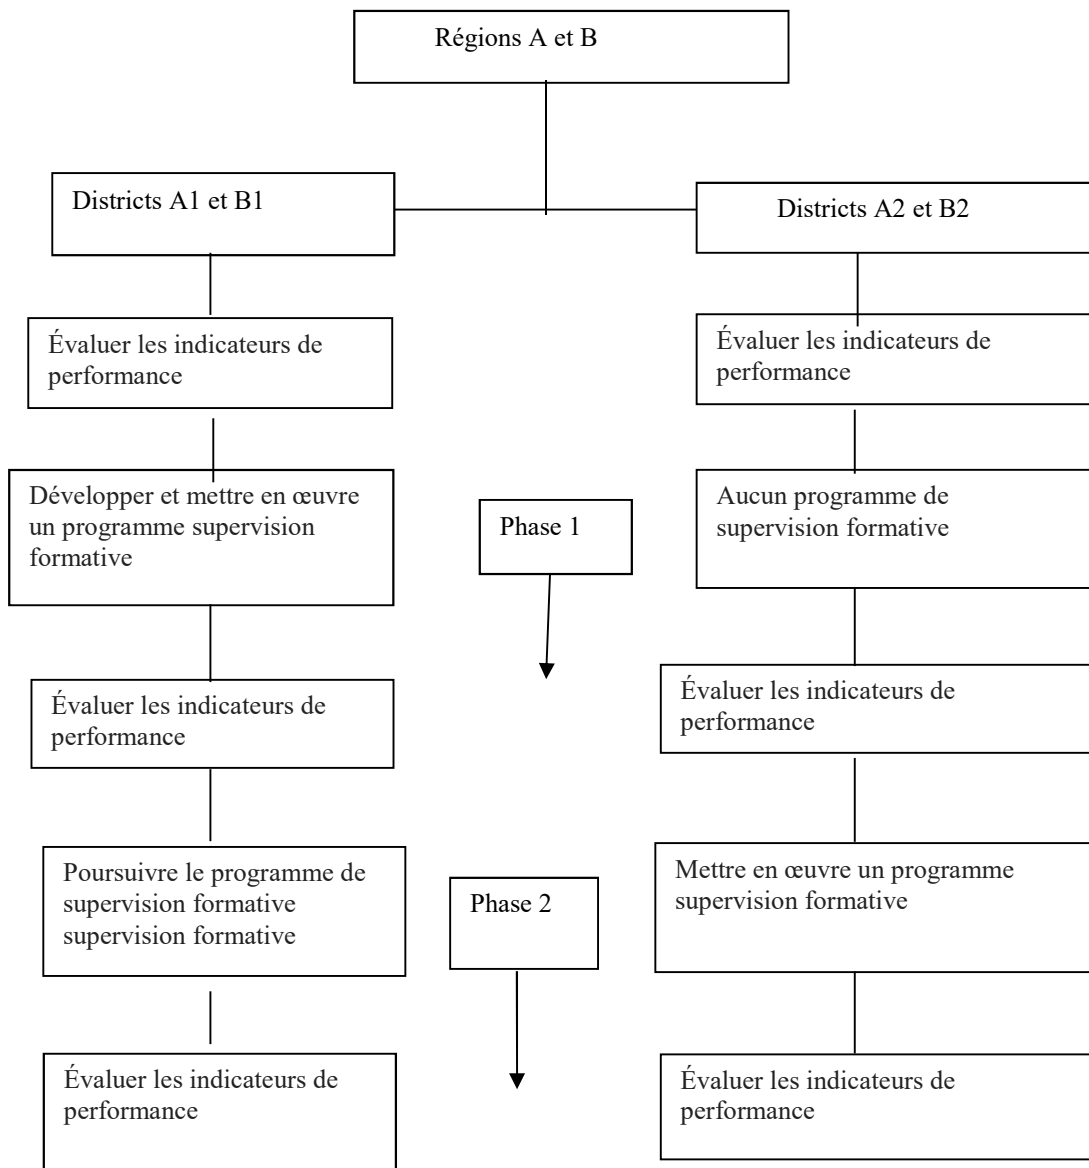 Régions A et B
Districts A1 et B1
Districts A2 et B2
Évaluer les indicateurs de
performance
Évaluer les indicateurs de
performance
Développer et mettre en œuvre
un programme supervision
formative
Phase 1
Aucun programme de
supervision formative
Évaluer les indicateurs de
performance
Évaluer les indicateurs de
performance
Poursuivre le programme de
supervision formative
supervision formative
Phase 2
Mettre en œuvre un programme
supervision formative
Évaluer les indicateurs de
performance
Évaluer les indicateurs de
performance